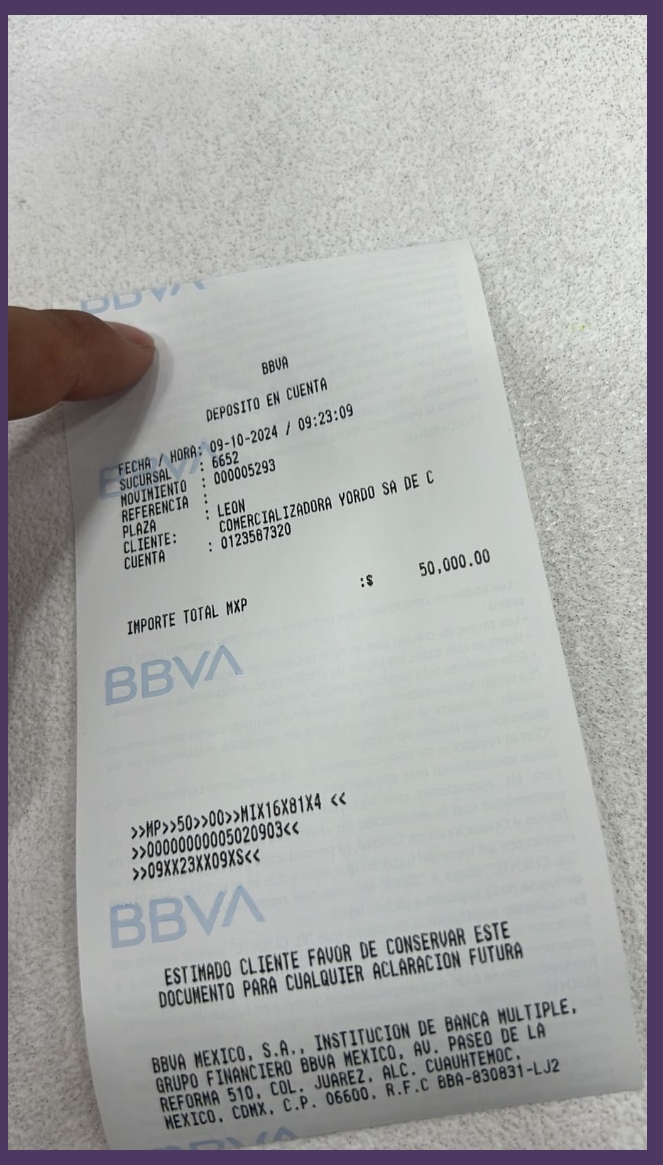 BBVA
BBVA
DEPOSITO EN CUENTA
FECHA HORA: 09-10-2024 / 09:23:09
SUCURSAL : 6652
MOVIMIENTO : 000005293
REFERENCIA :
PLAZA : LEON
CLIENTE: COMERCIALIZADORA YORDO SA DE C
CUENTA : 0123587320
IMPORTE TOTAL MXP :$ 50,000.00
BBVA
>>MP>>50>>00>>MIX16X81X4 <<
>>00000000005020903<<
>>09XX23XX09XS<<
BBVA
ESTIMADO CLIENTE FAVOR DE CONSERVAR ESTE
DOCUMENTO PARA CUALQUIER ACLARACION FUTURA
BBVA MEXICO, S.A., INSTITUCION DE BANCA MULTIPLE,
GRUPO FINANCIERO BBVA MEXICO, AV. PASEO DE LA
REFORMA 510, COL. JUAREZ, ALC. CUAUHTEMOC,
MEXICO, CDMX, C.P. 06600, R.F.C BBA-830831-LJ2
BBVA